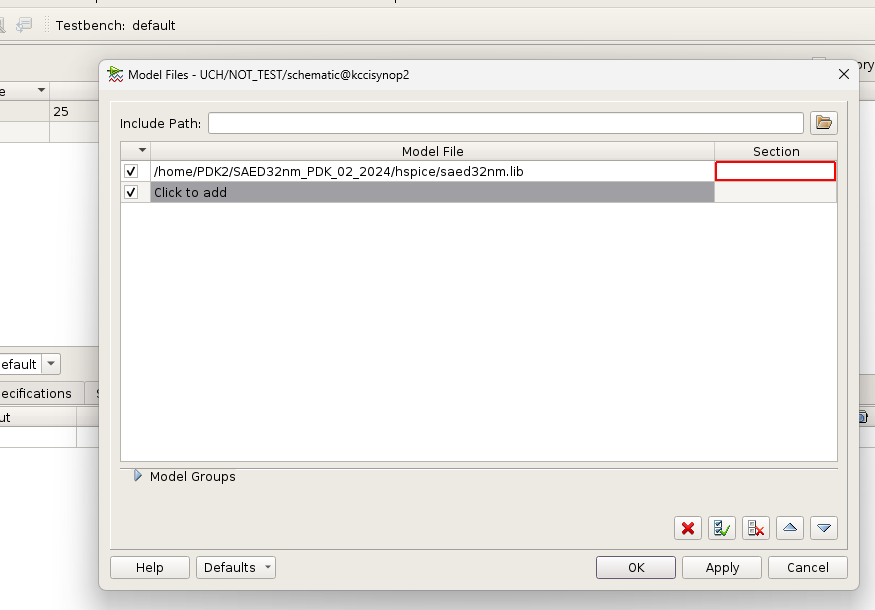 Testbench: default
Model Files - UCH/NOT_TEST/schematic@kccisynop2
ory
e
25
Include Path:
Model File
Section
/home/PDK2/SAED32nm_PDK_02_2024/hspice/saed32nm.lib
Click to add
efault
ecifications
S
ut
Model Groups
Help
Defaults
OK
Apply
Cancel